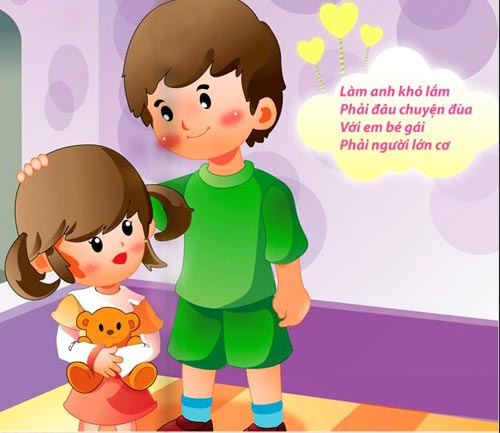 Làm anh khó lắm
Phải đâu chuyện đùa
Với em bé gái
Phải người lớn cơ